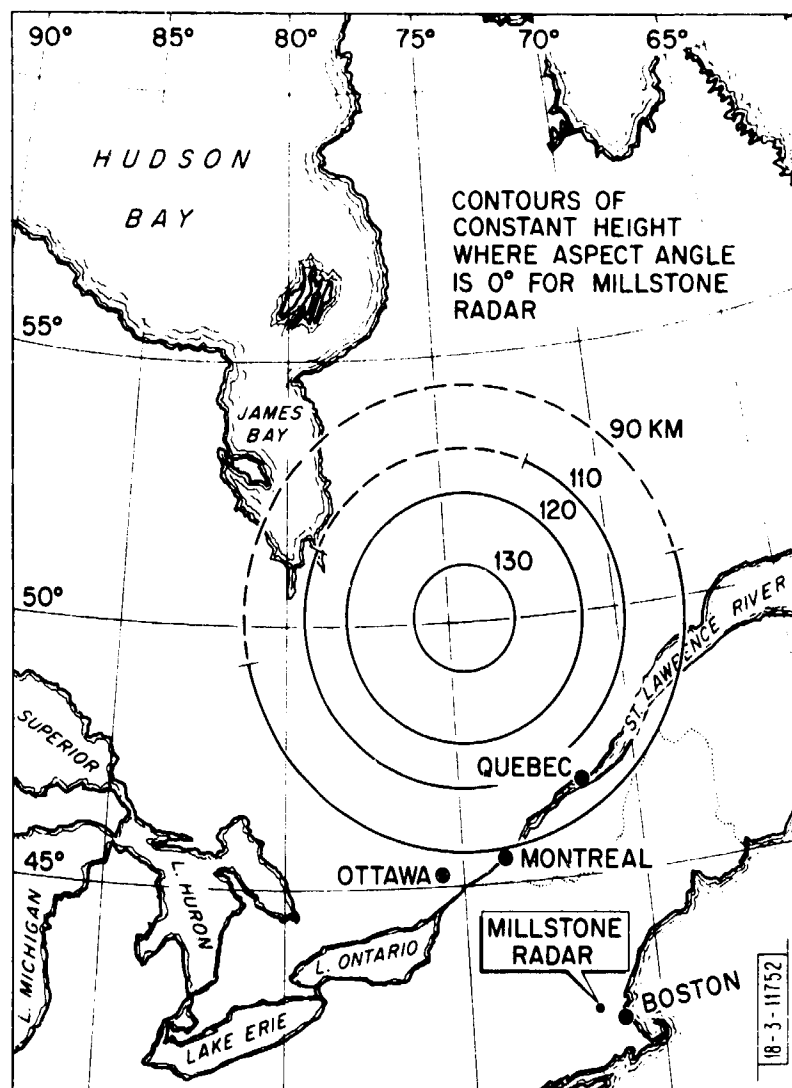 90° 85° 80° 75° 70° 65°
HUDSON
BAY
CONTOURS OF
CONSTANT HEIGHT
WHERE ASPECT ANGLE
IS 0° FOR MILLSTONE
RADAR
55°
JAMES
BAY
90 KM
110
120
130
50°
ST. LAWRENCE RIVER
SUPERIOR
QUEBEC
45°
OTTAWA
MONTREAL
L. MICHIGAN
L. HURON
L. ONTARIO
MILLSTONE
RADAR
BOSTON
LAKE ERIE
18-3-11752